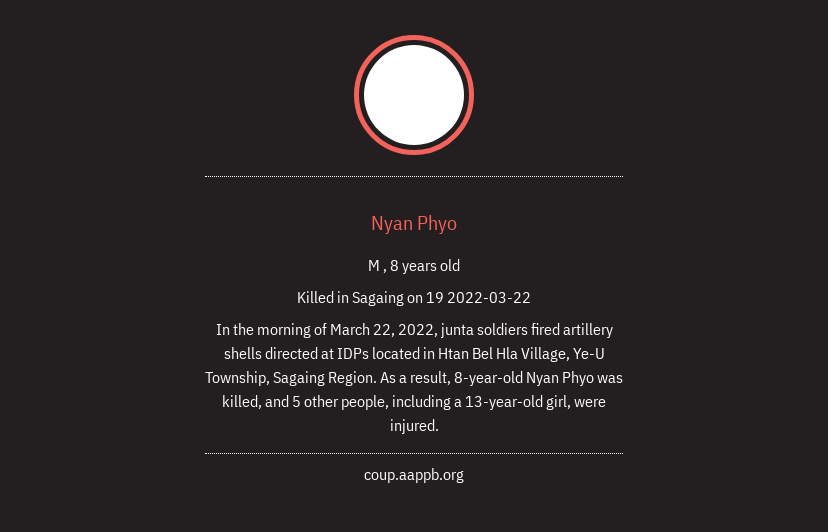 Nyan Phyo
M , 8 years old
Killed in Sagaing on 19 2022-03-22
In the morning of March 22, 2022, junta soldiers fired artillery
shells directed at IDPs located in Htan Bel Hla Village, Ye-U
Township, Sagaing Region. As a result, 8-year-old Nyan Phyo was
killed, and 5 other people, including a 13-year-old girl, were
injured.
coup.aappb.org